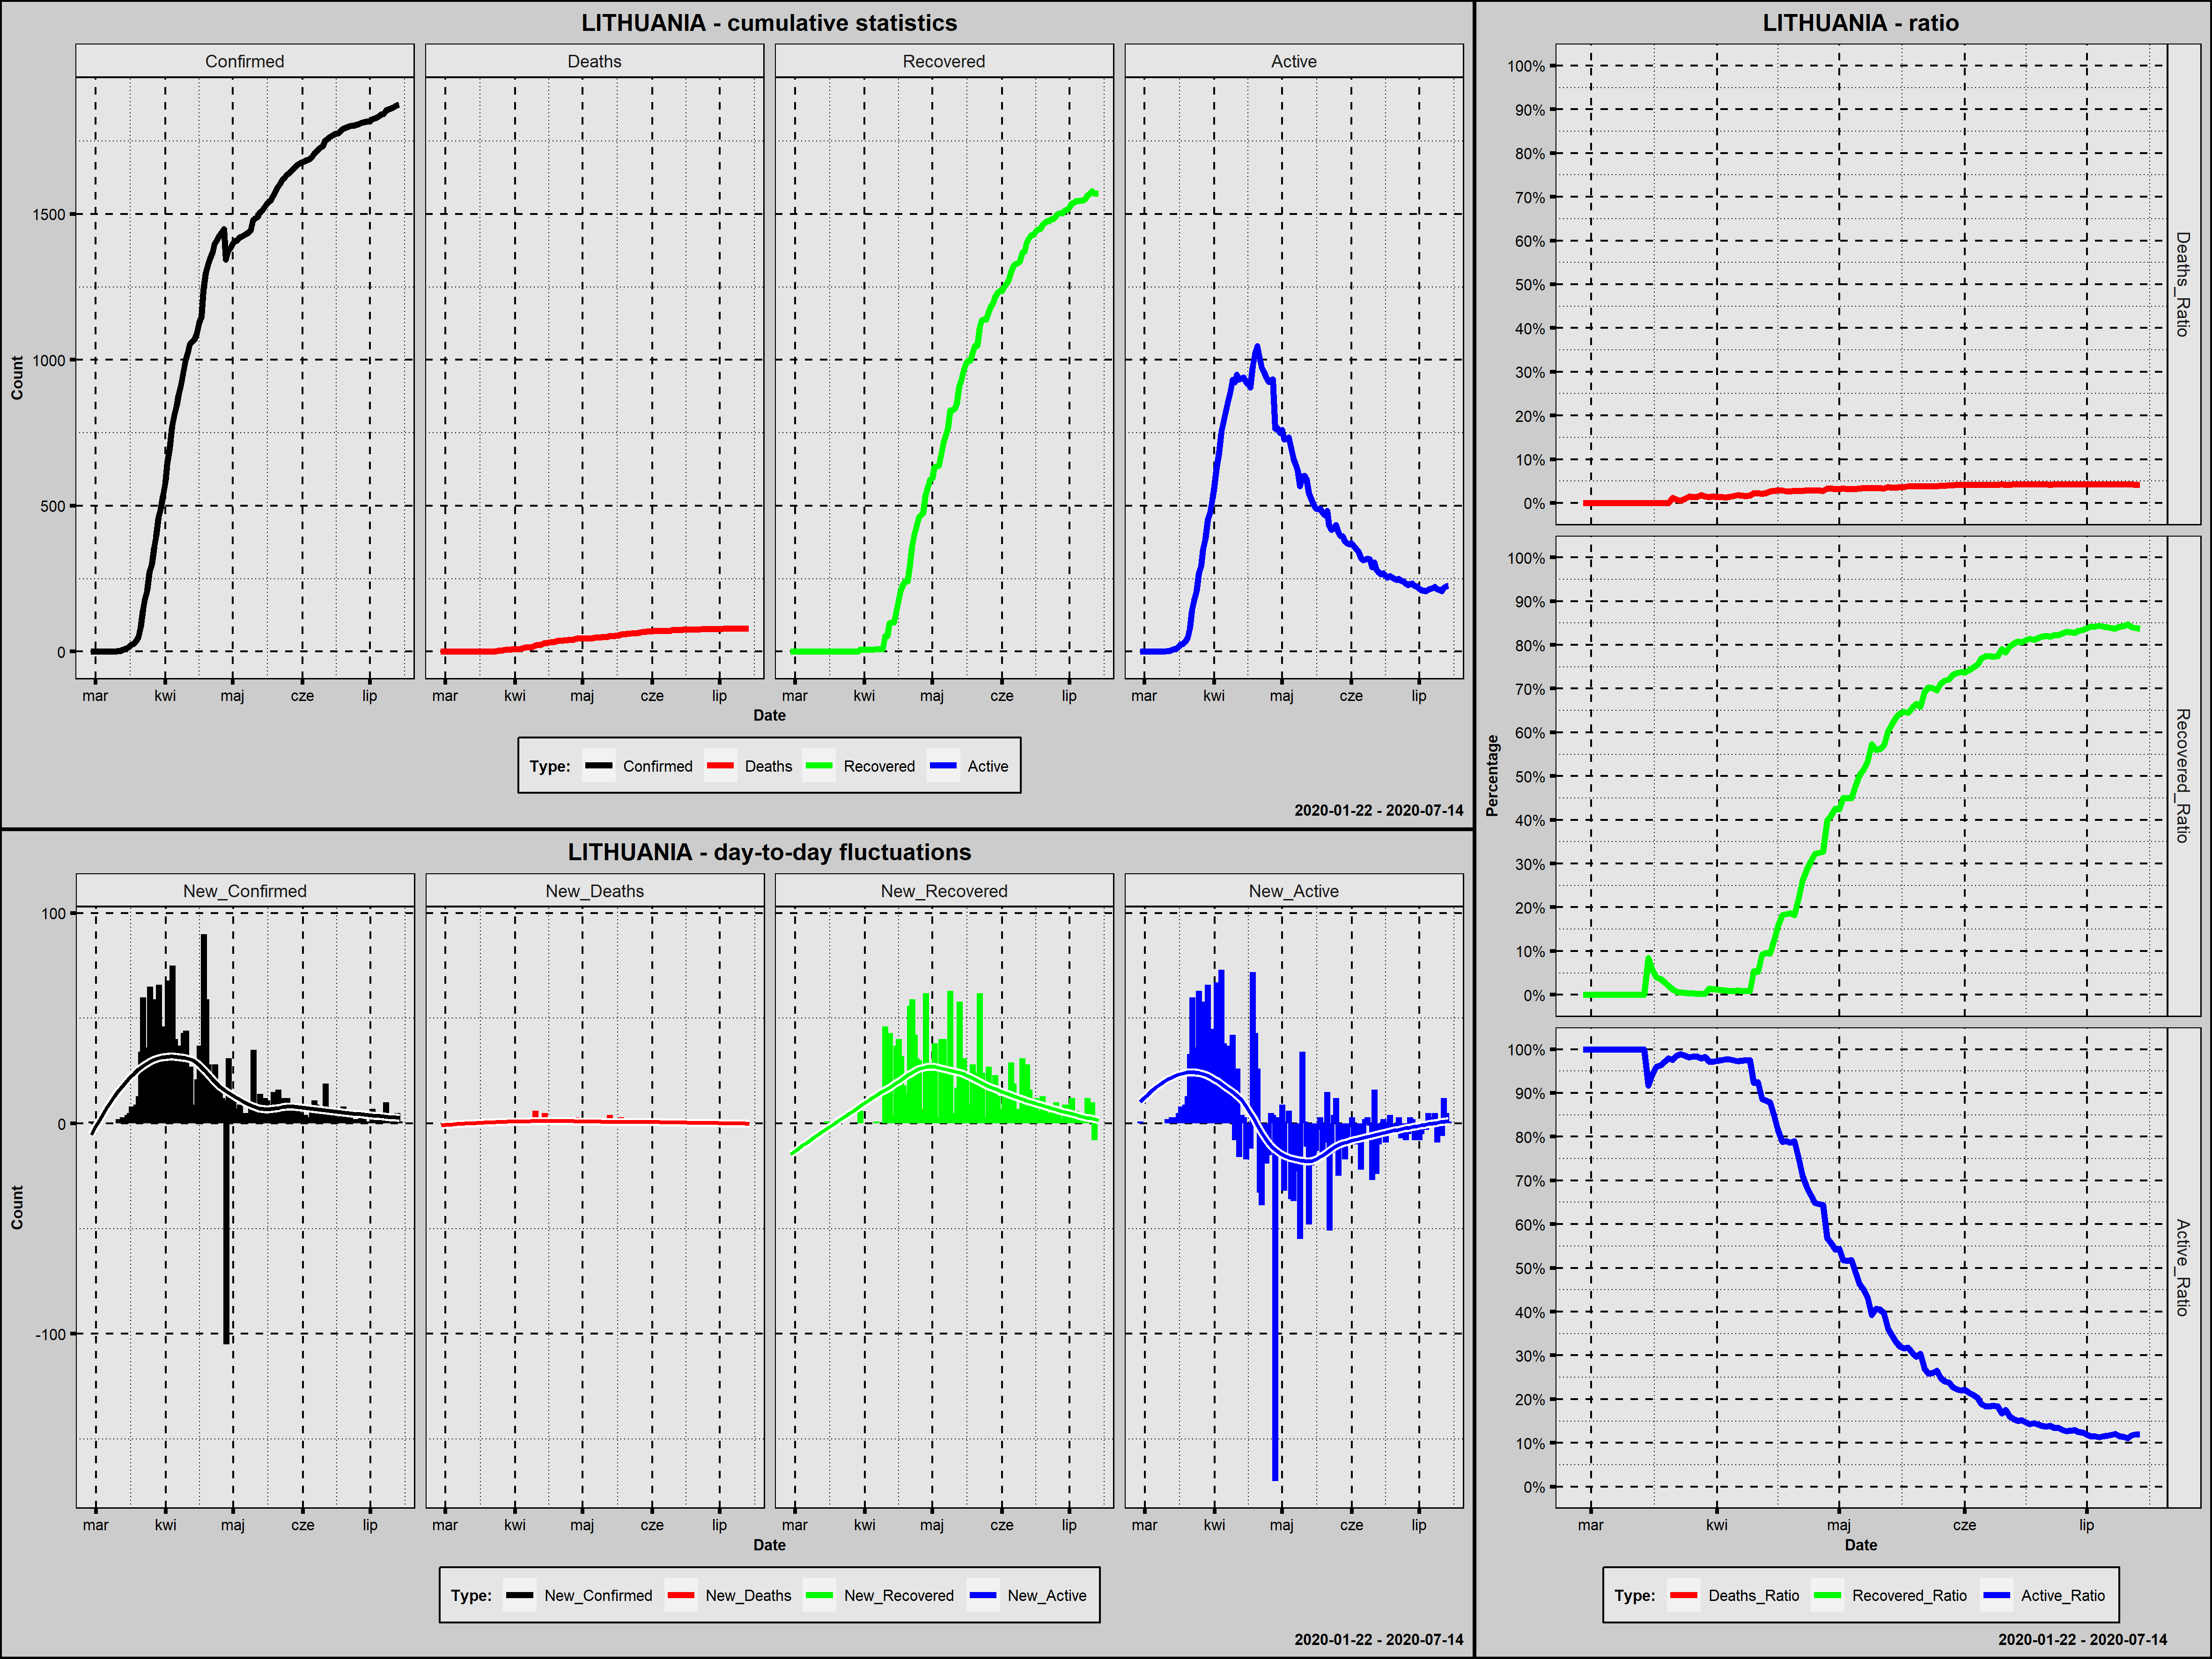 LITHUANIA - cumulative statistics
Confirmed Deaths Recovered Active
Count
1500
1000
500
0
mar kwi maj cze lip mar kwi maj cze lip mar kwi maj cze lip mar kwi maj cze lip
Date
Type: Confirmed Deaths Recovered Active
2020-01-22 - 2020-07-14
LITHUANIA - day-to-day fluctuations
New_Confirmed New_Deaths New_Recovered New_Active
Count
100
0
-100
mar kwi maj cze lip mar kwi maj cze lip mar kwi maj cze lip mar kwi maj cze lip
Date
Type: New_Confirmed New_Deaths New_Recovered New_Active
2020-01-22 - 2020-07-14
LITHUANIA - ratio
Percentage
100%
90%
80%
70%
60%
50%
40%
30%
20%
10%
0%
Deaths_Ratio
100%
90%
80%
70%
60%
50%
40%
30%
20%
10%
0%
Recovered_Ratio
100%
90%
80%
70%
60%
50%
40%
30%
20%
10%
0%
Active_Ratio
mar kwi maj cze lip
Date
Type: Deaths_Ratio Recovered_Ratio Active_Ratio
2020-01-22 - 2020-07-14